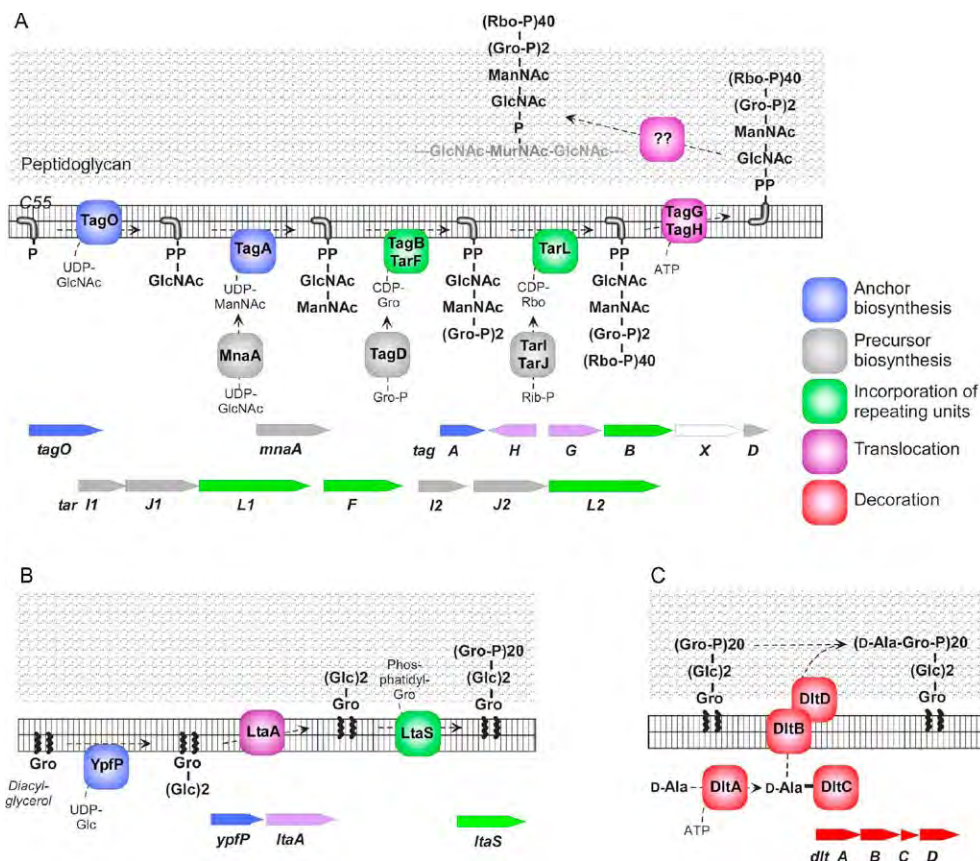 A
(Rbo-P)40
(Gro-P)2
ManNAc
GlcNAc
P
---GlcNAc-MurNAc-GlcNAc---
??
(Rbo-P)40
(Gro-P)2
ManNAc
GlcNAc
PP
Peptidoglycan
C55
P
TagO
UDP-
GlcNAc
PP
GlcNAc
TagA
UDP-
ManNAc
MnaA
UDP-
GlcNAc
PP
GlcNAc
ManNAc
TagB
TarF
CDP-
Gro
TagD
Gro-P
PP
GlcNAc
ManNAc
(Gro-P)2
TarL
CDP-
Rbo
TarI
TarJ
Rib-P
PP
GlcNAc
ManNAc
(Gro-P)2
(Rbo-P)40
TagG
TagH
ATP
Anchor
biosynthesis
Precursor
biosynthesis
Incorporation of
repeating units
Translocation
Decoration
tagO
mnaA
tag A H G B X D
tar I1 J1 L1 F I2 J2 L2
B
Gro
Diacyl-
glycerol
YpfP
UDP-
Glc
Gro
(Glc)2
LtaA
(Glc)2
Gro
Phos-
phatidyl-
Gro
LtaS
(Gro-P)20
(Glc)2
Gro
ypfP
ltaA
ltaS
C
(Gro-P)20
(Glc)2
Gro
(D-Ala-Gro-P)20
(Glc)2
Gro
DltD
DltB
D-Ala
DltA
ATP
D-Ala
DltC
dlt A B C D